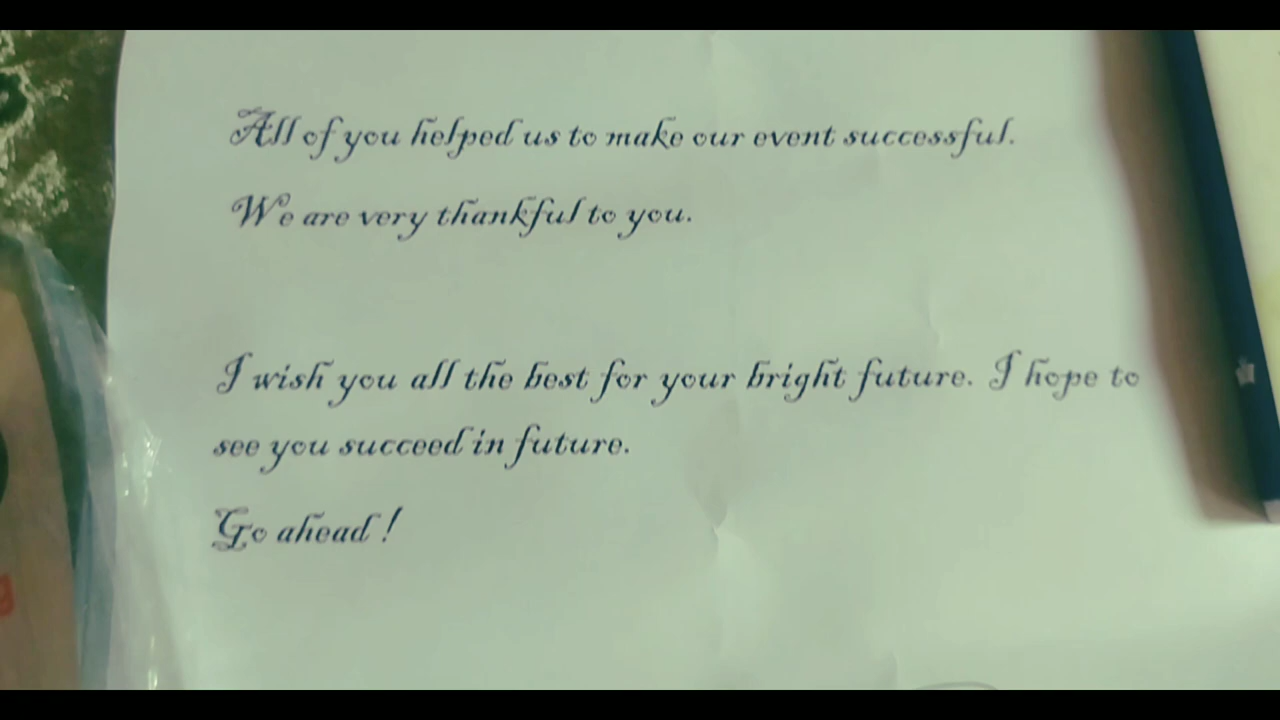 All of you helped us to make our event successful.
We are very thankful to you.
I wish you all the best for your bright future. I hope to
see you succeed in future.
Go ahead !